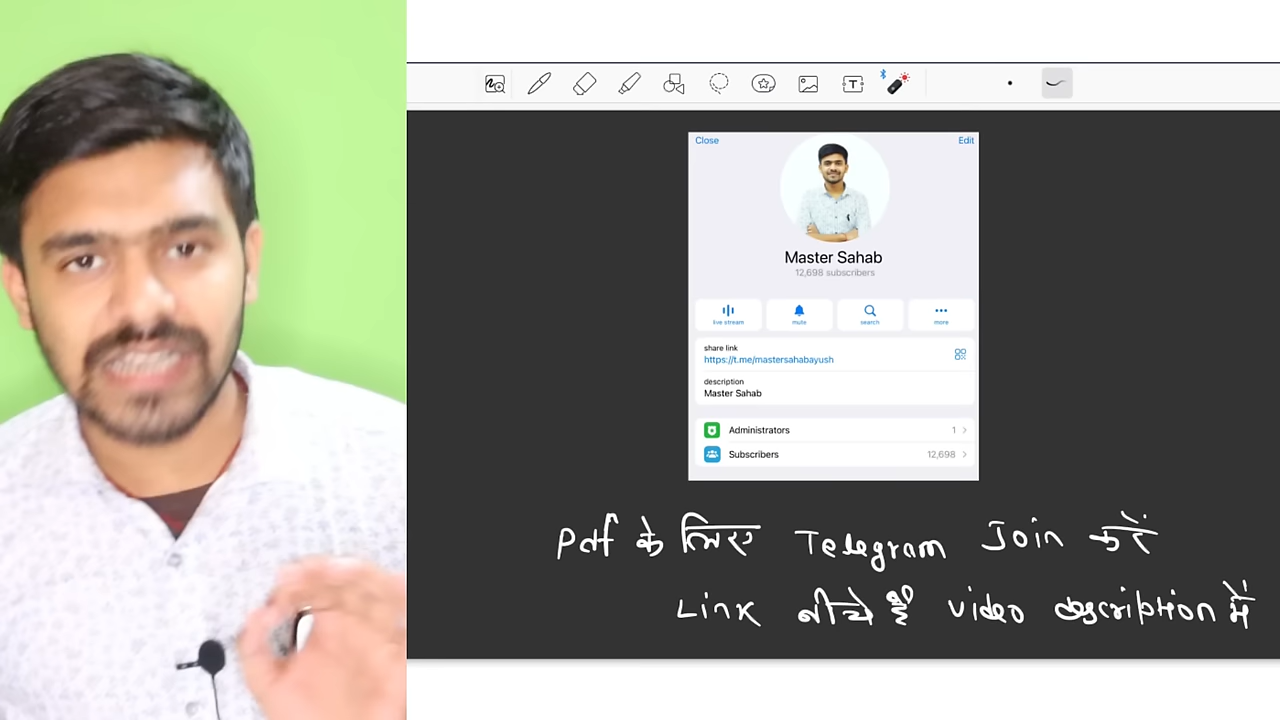 Close Edit
Master Sahab
12,698 subscribers
live stream mute search more
share link
https://t.me/mastersahabayush
description
Master Sahab
Administrators 1
Subscribers 12,698
Pdf के लिए Telegram Join करें
Link नीचे है video description में